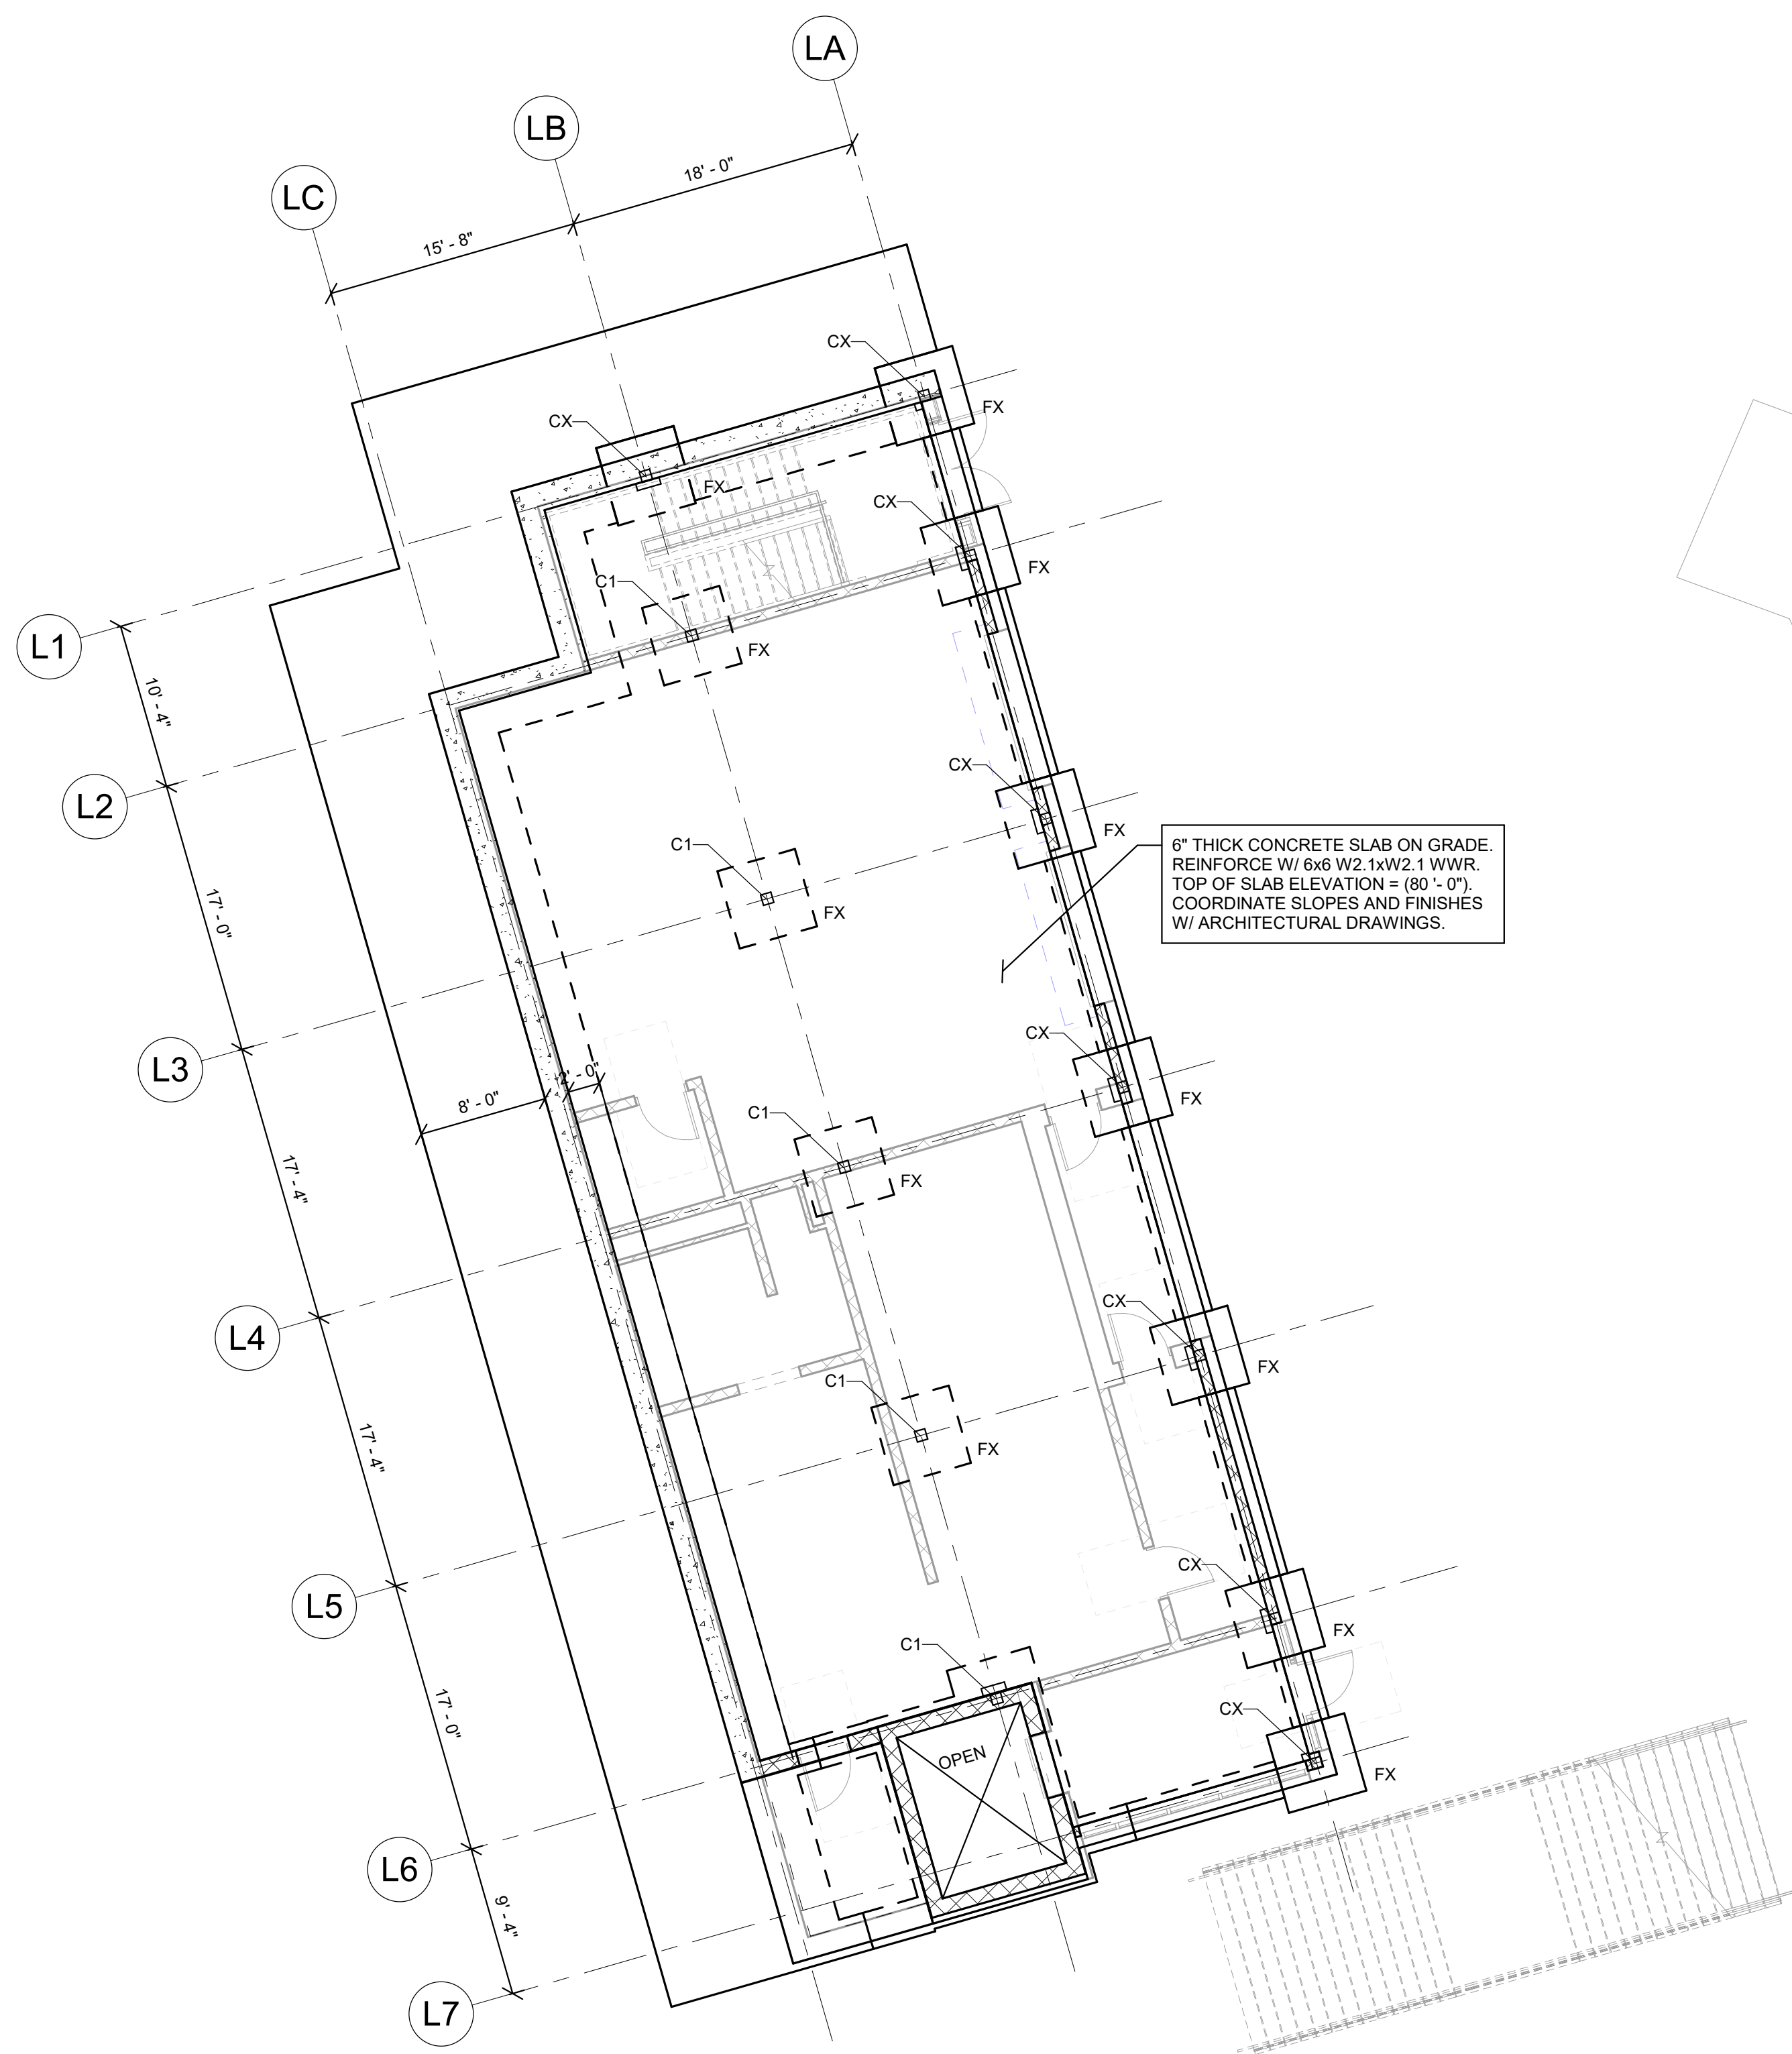 LA
LB
LC
18' - 0"
15' - 8"
CX
FX
CX
FX
CX
FX
C1
FX
L1
10' - 4"
L2
CX
FX
C1
FX
6" THICK CONCRETE SLAB ON GRADE.
REINFORCE W/ 6x6 W2.1xW2.1 WWR.
TOP OF SLAB ELEVATION = (80 '- 0").
COORDINATE SLOPES AND FINISHES
W/ ARCHITECTURAL DRAWINGS.
17' - 0"
L3
CX
FX
2' - 0"
8' - 0"
C1
FX
17' - 4"
L4
CX
FX
C1
FX
17' - 4"
L5
CX
FX
C1
17' - 0"
CX
FX
OPEN
L6
9' - 4"
L7